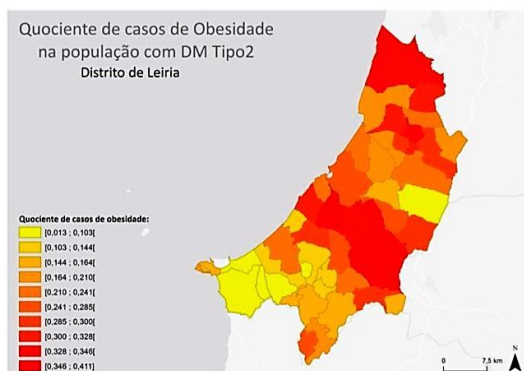 Quociente de casos de Obesidade
na população com DM Tipo2
Distrito de Leiria
Quociente de casos de obesidade:
[0,013 ; 0,103[
[0,103 ; 0,144[
[0,144 ; 0,164[
[0,164 ; 0,210[
[0,210 ; 0,241[
[0,241 ; 0,285[
[0,285 ; 0,300[
[0,300 ; 0,328[
[0,328 ; 0,346[
[0,346 ; 0,411]
0 7,5 km
N